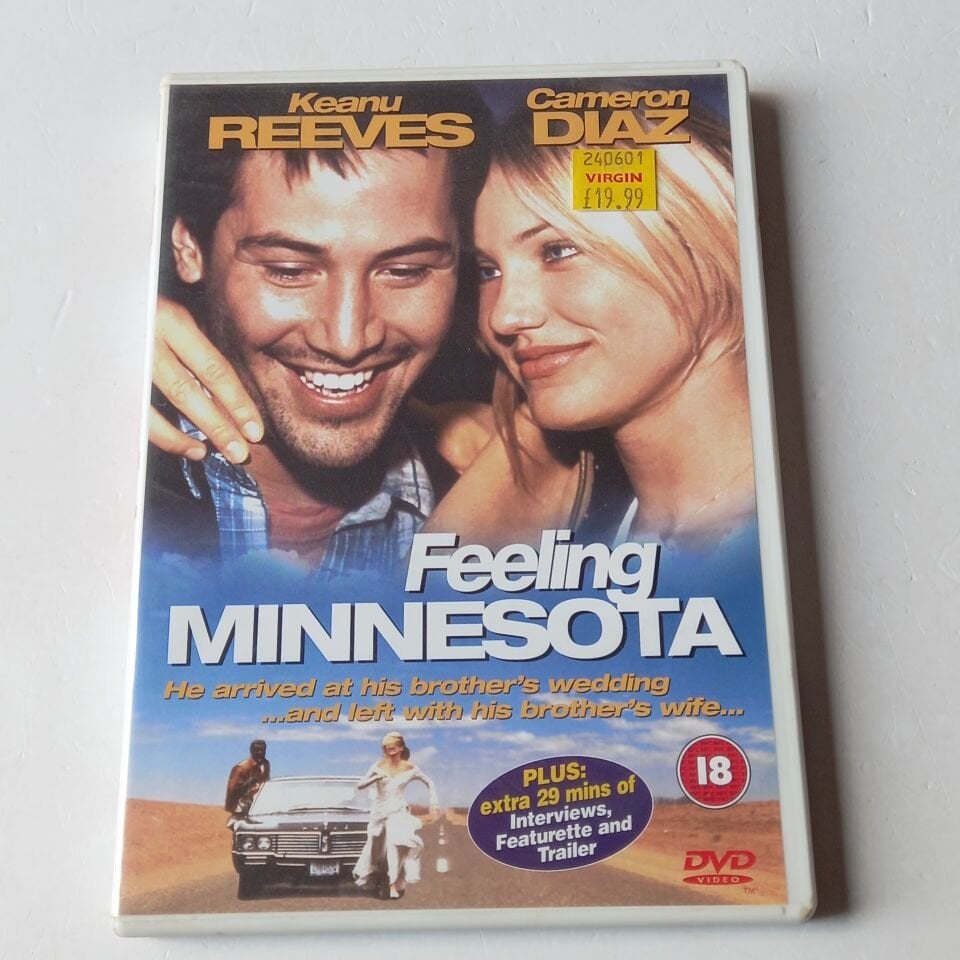 Keanu
REEVES
Cameron
DIAZ
240601
VIRGIN
£19.99
Feeling
MINNESOTA
He arrived at his brother's wedding
...and left with his brother's wife...
PLUS:
extra 29 mins of
Interviews,
Featurette and
Trailer
18
DVD
VIDEO
TM